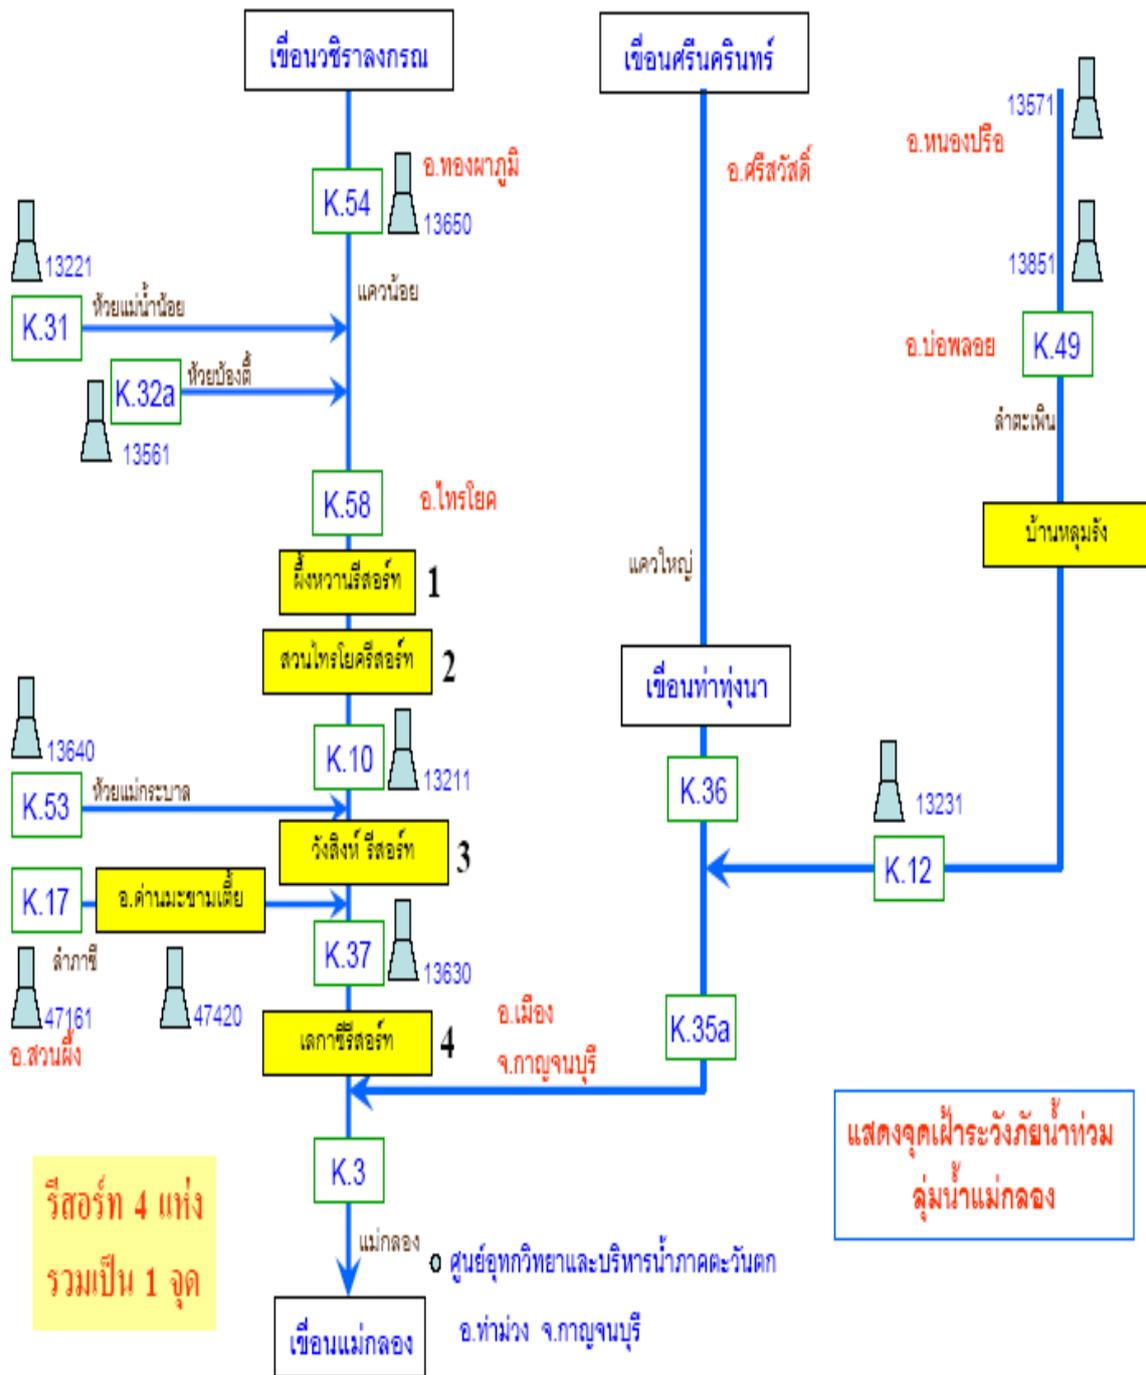 เขื่อนวชิราลงกรณ
เขื่อนศรีนครินทร์
13571
อ.หนองปรือ
อ.ทองผาภูมิ
อ.ศรีสวัสดิ์
K.54
13650
13221
13851
แควน้อย
ห้วยแม่น้ำน้อย
K.31
อ.บ่อพลอย
K.49
ห้วยบ้องตี้
K.32a
13561
ลำตะเพิน
K.58
อ.ไทรโยค
บ้านหลุมรัง
ผึ้งหวานรีสอร์ท
1
แควใหญ่
สวนไทรโยครีสอร์ท
2
เขื่อนท่าทุ่งนา
13640
K.10
13211
K.53
ห้วยแม่กระบาล
K.36
13231
วังสิงห์ รีสอร์ท
3
K.12
K.17
อ.ด่านมะขามเตี้ย
ลำภาชี
K.37
13630
47161
47420
อ.สวนผึ้ง
เลกาซีรีสอร์ท
4
อ.เมือง
จ.กาญจนบุรี
K.35a
แสดงจุดเฝ้าระวังภัยน้ำท่วม
ลุ่มน้ำแม่กลอง
K.3
รีสอร์ท 4 แห่ง
รวมเป็น 1 จุด
แม่กลอง
ศูนย์อุทกวิทยาและบริหารน้ำภาคตะวันตก
อ.ท่าม่วง จ.กาญจนบุรี
เขื่อนแม่กลอง